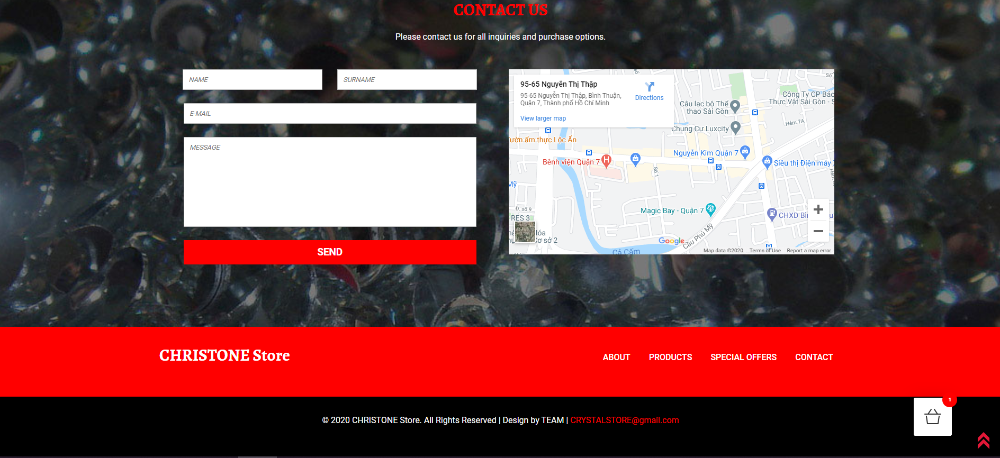 CONTACT US
Please contact us for all inquiries and purchase options.
NAME
SURNAME
E-MAIL
MESSAGE
SEND
95-65 Nguyễn Thị Thập
95-65 Nguyễn Thị Thập, Bình Thuận,
Quận 7, Thành phố Hồ Chí Minh
Directions
View larger map
Câu lạc bộ Thể
thao Sài Gòn
Công Ty CP Bảo
Thực Vật Sài Gòn - S
Hẻm 7A
Chung Cư Luxcity
ườn ẩm thực Lộc Ấn
Nguyễn Kim Quận 7
Bệnh viện Quận 7
Siêu thị Điện máy
Số 1
Mỹ
Magic Bay - Quận 7
Đ. số 9
RES 3
CHXD
cơ sở 2
Cầu Phú Mỹ
Google
Cả Cấm
Map data ©2020
Terms of Use
Report a map error
CHRISTONE Store
ABOUT
PRODUCTS
SPECIAL OFFERS
CONTACT
1
© 2020 CHRISTONE Store. All Rights Reserved | Design by TEAM | CRYSTALSTORE@gmail.com